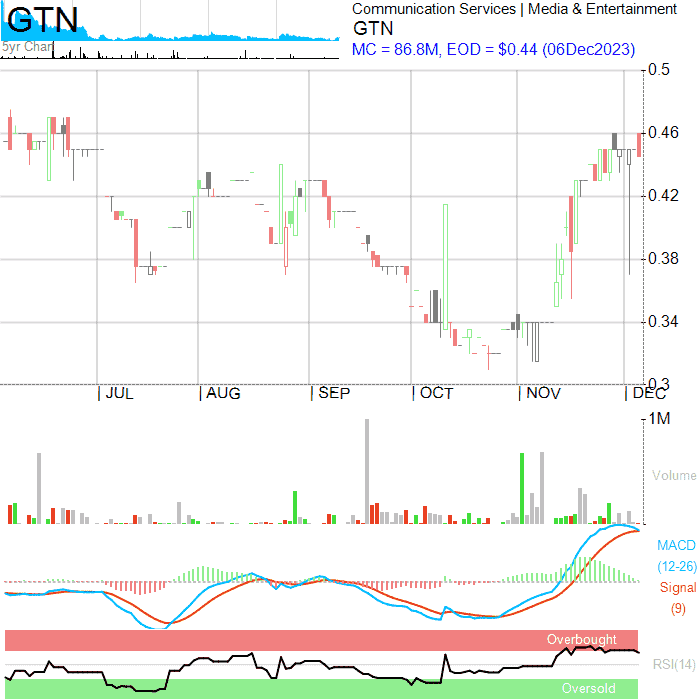 GTN
5yr Chart
Communication Services | Media & Entertainment
GTN
MC = 86.8M, EOD = $0.44 (06Dec2023)
0.5
0.46
0.42
0.38
0.34
0.3
| JUL | AUG | SEP | OCT | NOV | DEC
1M
Volume
MACD
(12-26)
Signal
(9)
Overbought
RSI(14)
Oversold